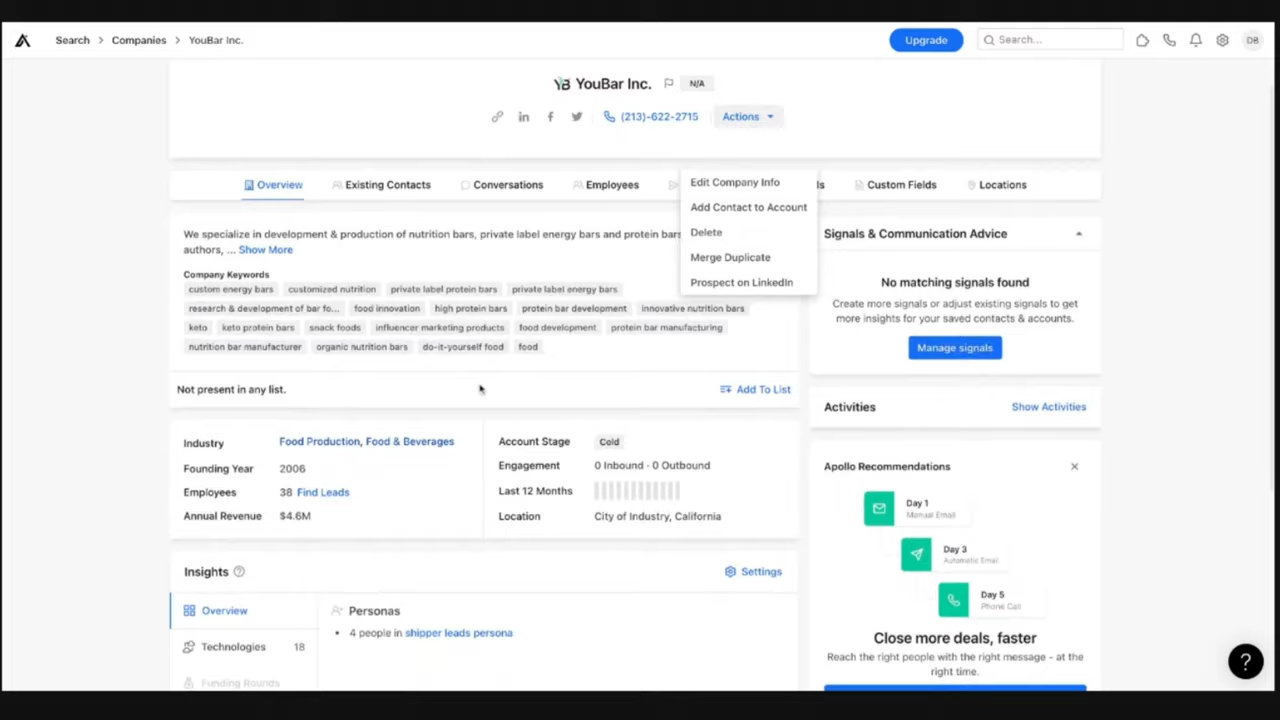 Search > Companies > YouBar Inc.
Upgrade
Search...
DB
YB YouBar Inc. N/A
(213)-622-2715 Actions
Overview Existing Contacts Conversations Employees
Custom Fields Locations
Edit Company Info
Add Contact to Account
Delete
Merge Duplicate
Prospect on LinkedIn
We specialize in development & production of nutrition bars, private label energy bars and protein bars
authors, ... Show More
Company Keywords
custom energy bars customized nutrition private label protein bars private label energy bars
research & development of bar fo... food innovation high protein bars protein bar development innovative nutrition bars
keto keto protein bars snack foods influencer marketing products food development protein bar manufacturing
nutrition bar manufacturer organic nutrition bars do-it-yourself food food
Not present in any list. Add To List
Industry Food Production, Food & Beverages
Founding Year 2006
Employees 38 Find Leads
Annual Revenue $4.6M
Account Stage Cold
Engagement 0 Inbound · 0 Outbound
Last 12 Months
Location City of Industry, California
Insights Settings
Overview
Technologies 18
Funding Rounds
Personas
• 4 people in shipper leads persona
Signals & Communication Advice
No matching signals found
Create more signals or adjust existing signals to get
more insights for your saved contacts & accounts.
Manage signals
Activities Show Activities
Apollo Recommendations
Day 1
Manual Email
Day 3
Automatic Email
Day 5
Phone Call
Close more deals, faster
Reach the right people with the right message - at the
right time.
?